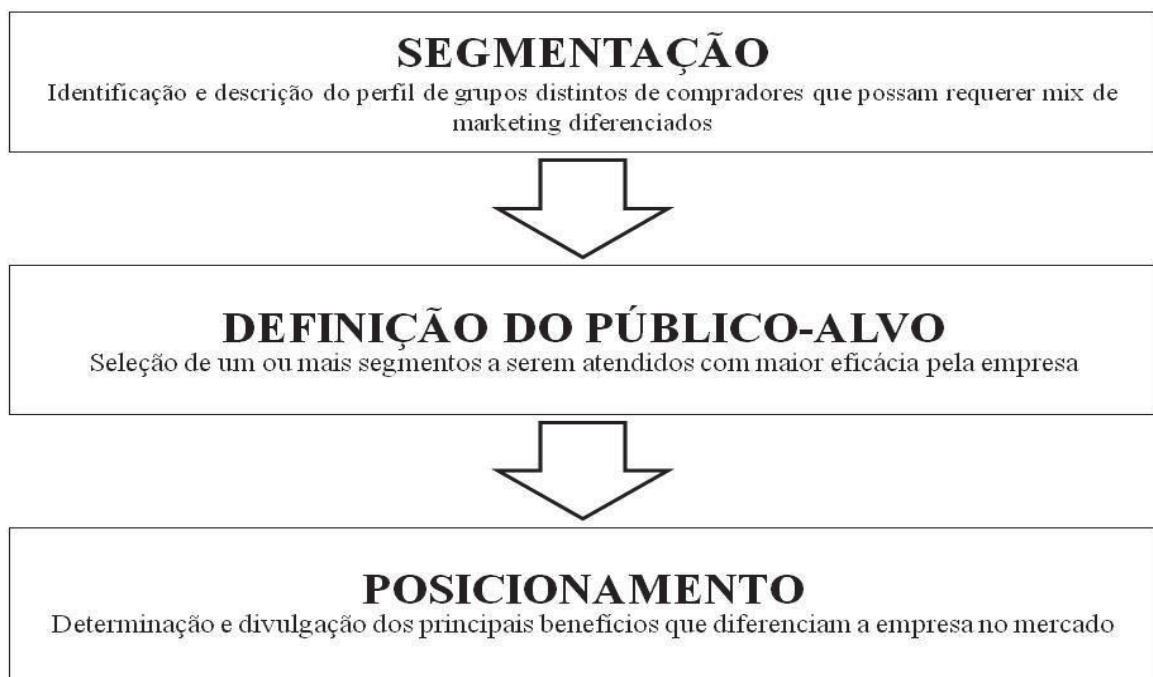 SEGMENTAÇÃO
Identificação e descrição do perfil de grupos distintos de compradores que possam requerer mix de
marketing diferenciados
DEFINIÇÃO DO PÚBLICO-ALVO
Seleção de um ou mais segmentos a serem atendidos com maior eficácia pela empresa
POSICIONAMENTO
Determinação e divulgação dos principais benefícios que diferenciam a empresa no mercado